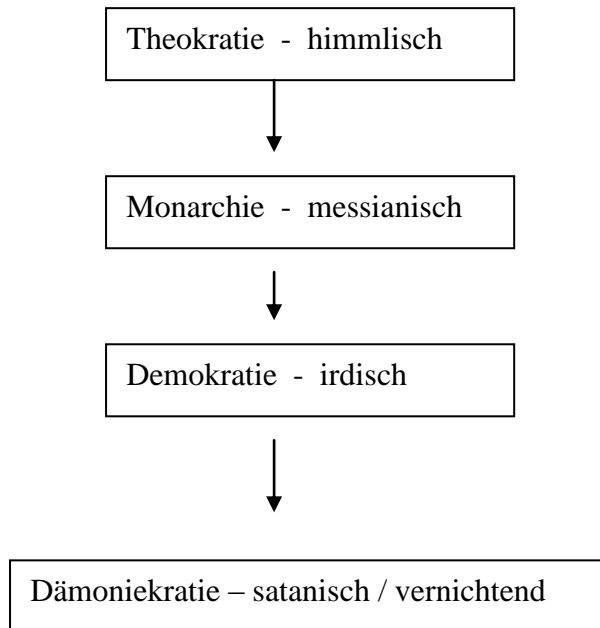 Theokratie - himmlisch
Monarchie - messianisch
Demokratie - irdisch
Dämoniekratie – satanisch / vernichtend